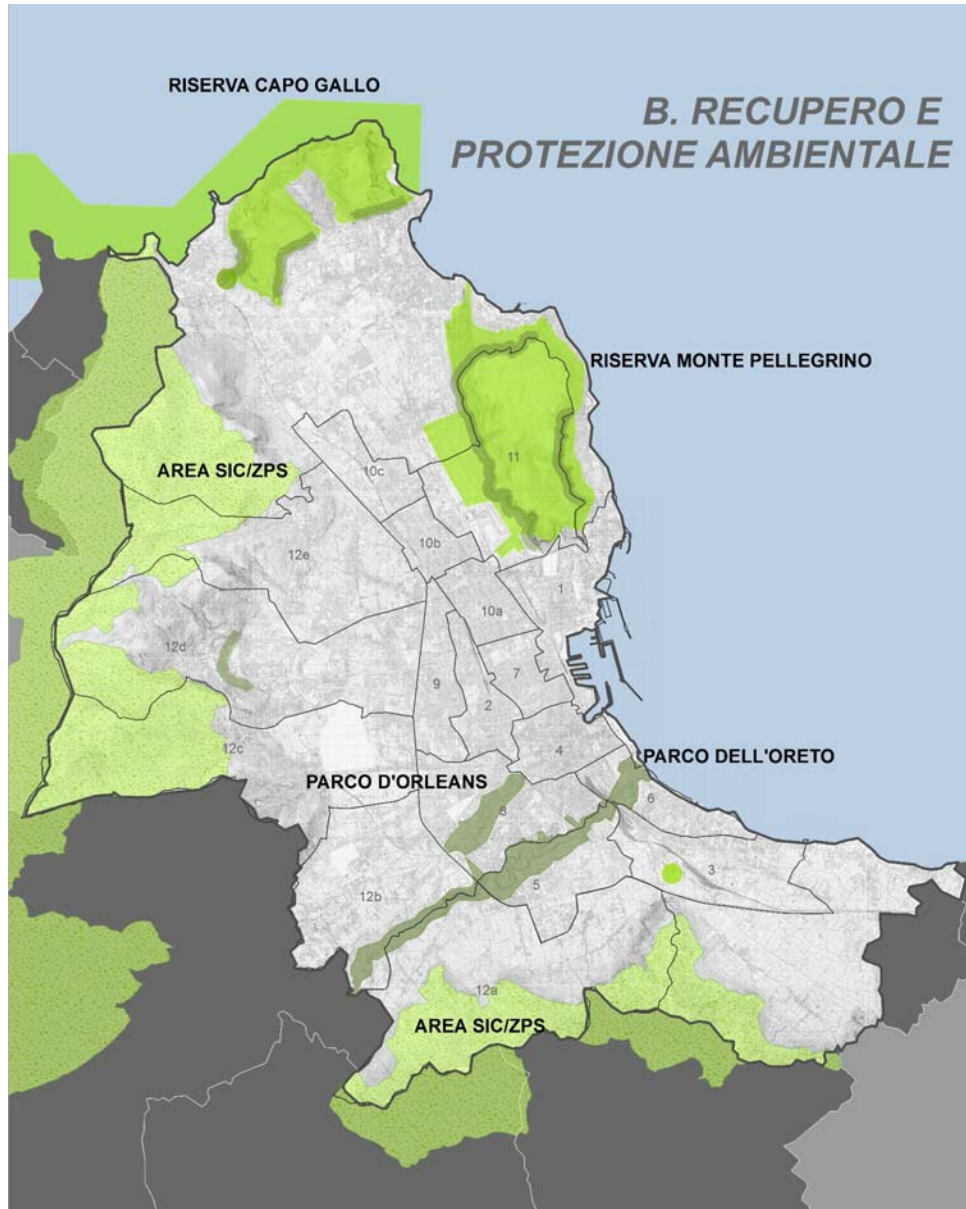 RISERVA CAPO GALLO
B. RECUPERO E
PROTEZIONE AMBIENTALE
RISERVA MONTE PELLEGRINO
AREA SIC/ZPS
11
10c
10b
12e
1
10a
12d
7
9
2
12c
4
PARCO DELL'ORETO
PARCO D'ORLEANS
6
8
3
5
12b
12a
AREA SIC/ZPS